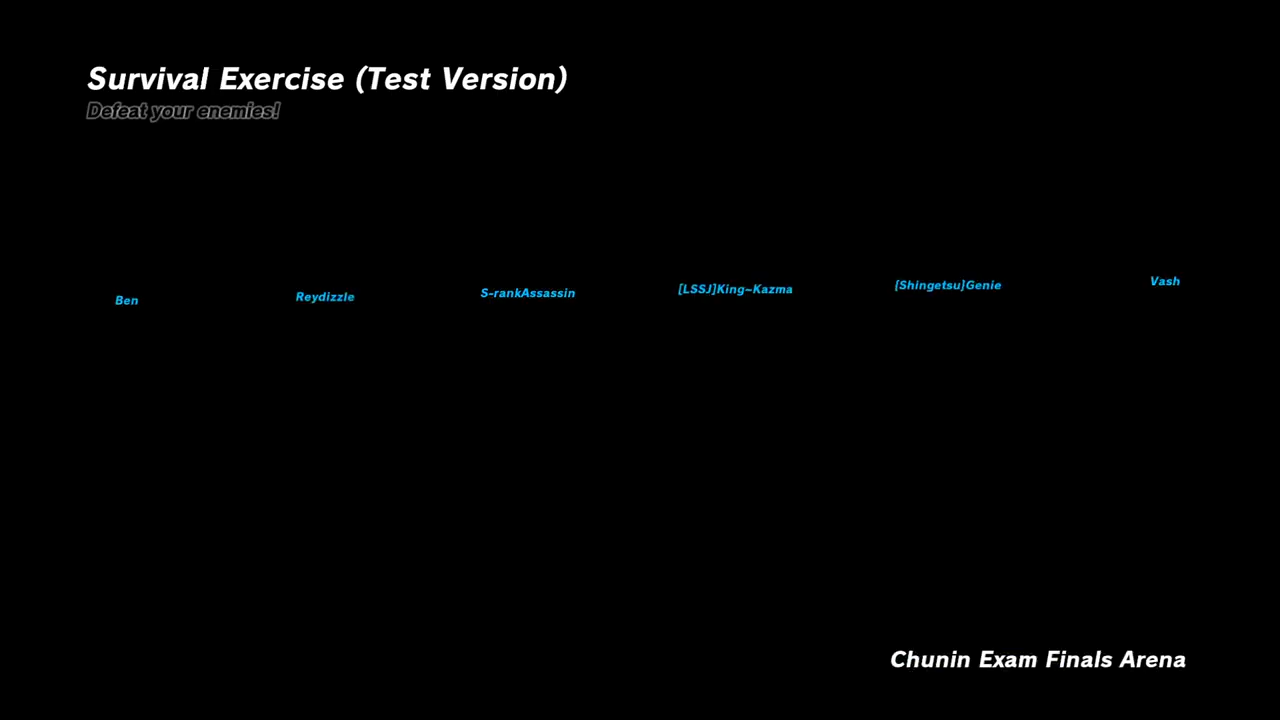 Survival Exercise (Test Version)
Defeat your enemies!
Ben
Reydizzle
S-rankAssassin
[LSSJ]King~Kazma
[Shingetsu]Genie
Vash
Chunin Exam Finals Arena